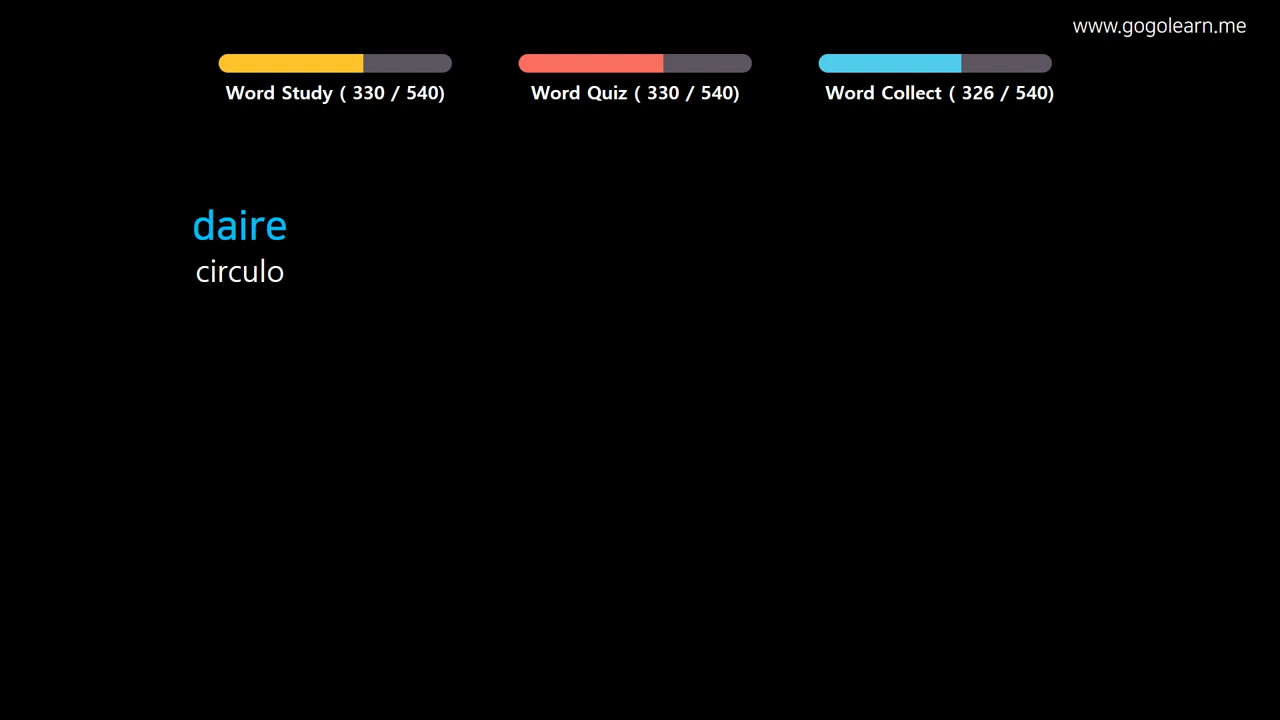 www.gogolearn.me
Word Study ( 330 / 540)
Word Quiz ( 330 / 540)
Word Collect ( 326 / 540)
daire
circulo